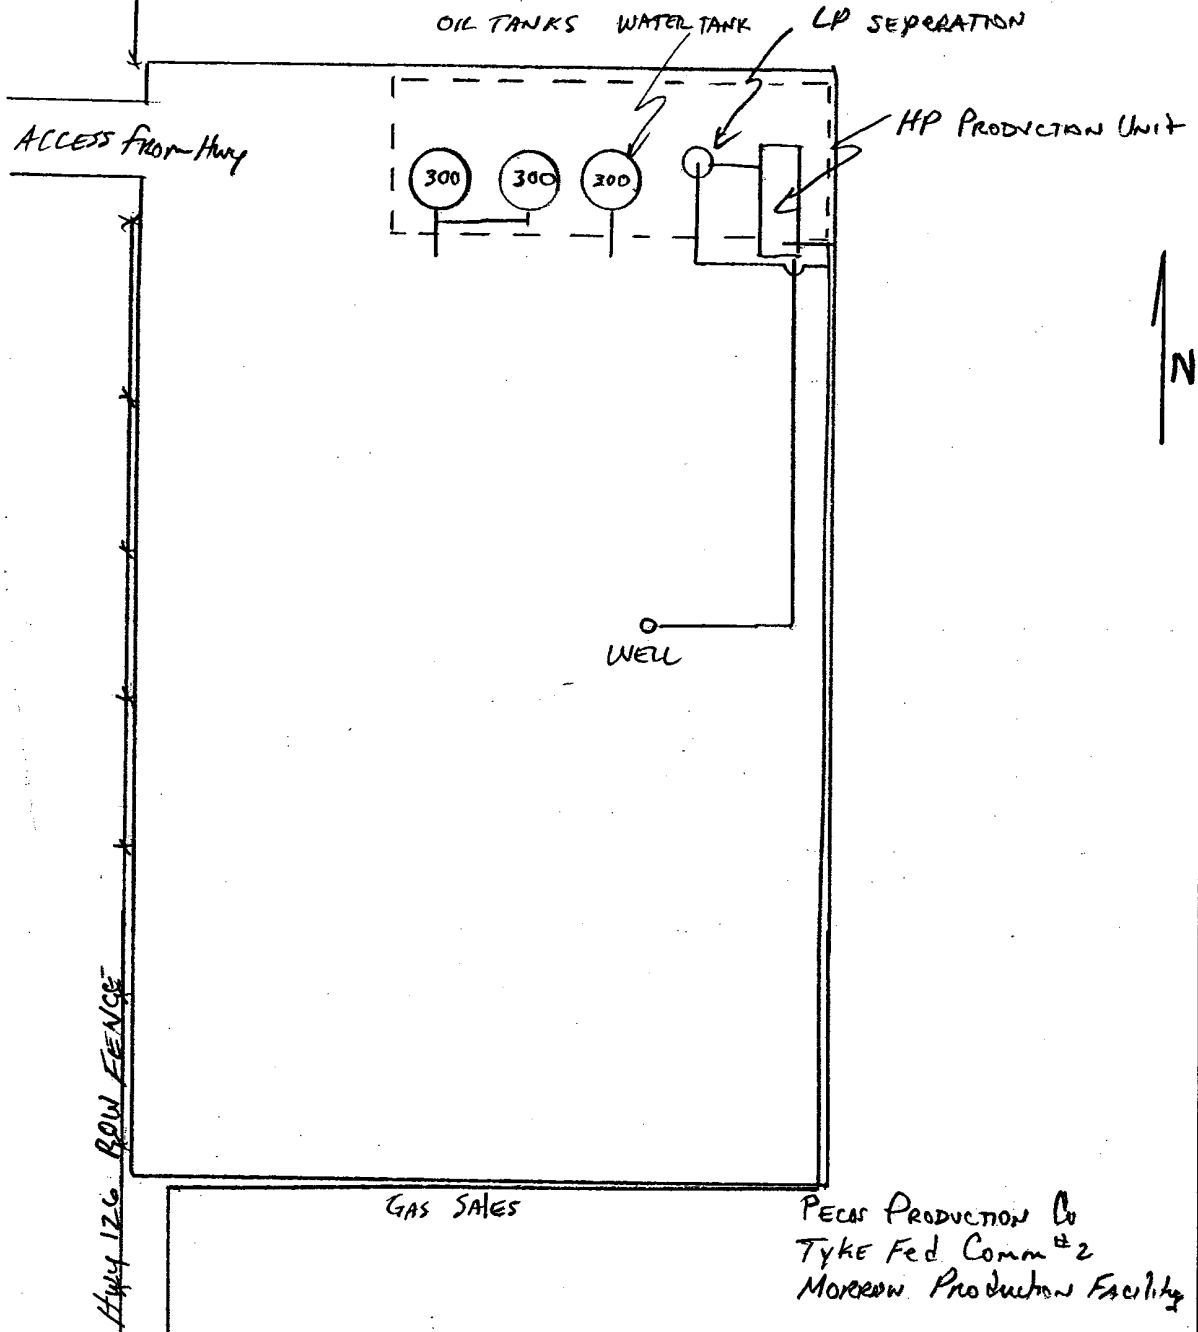 OIL TANKS WATER TANK LP SEPERATION
HP PRODUCTION UNIT
ACCESS FROM Hwy
300 300 300
N
WELL
Hwy 126 ROW FENCE
GAS SALES
PECOS PRODUCTION Co
TYKE Fed Comm #2
MORROW Production Facility